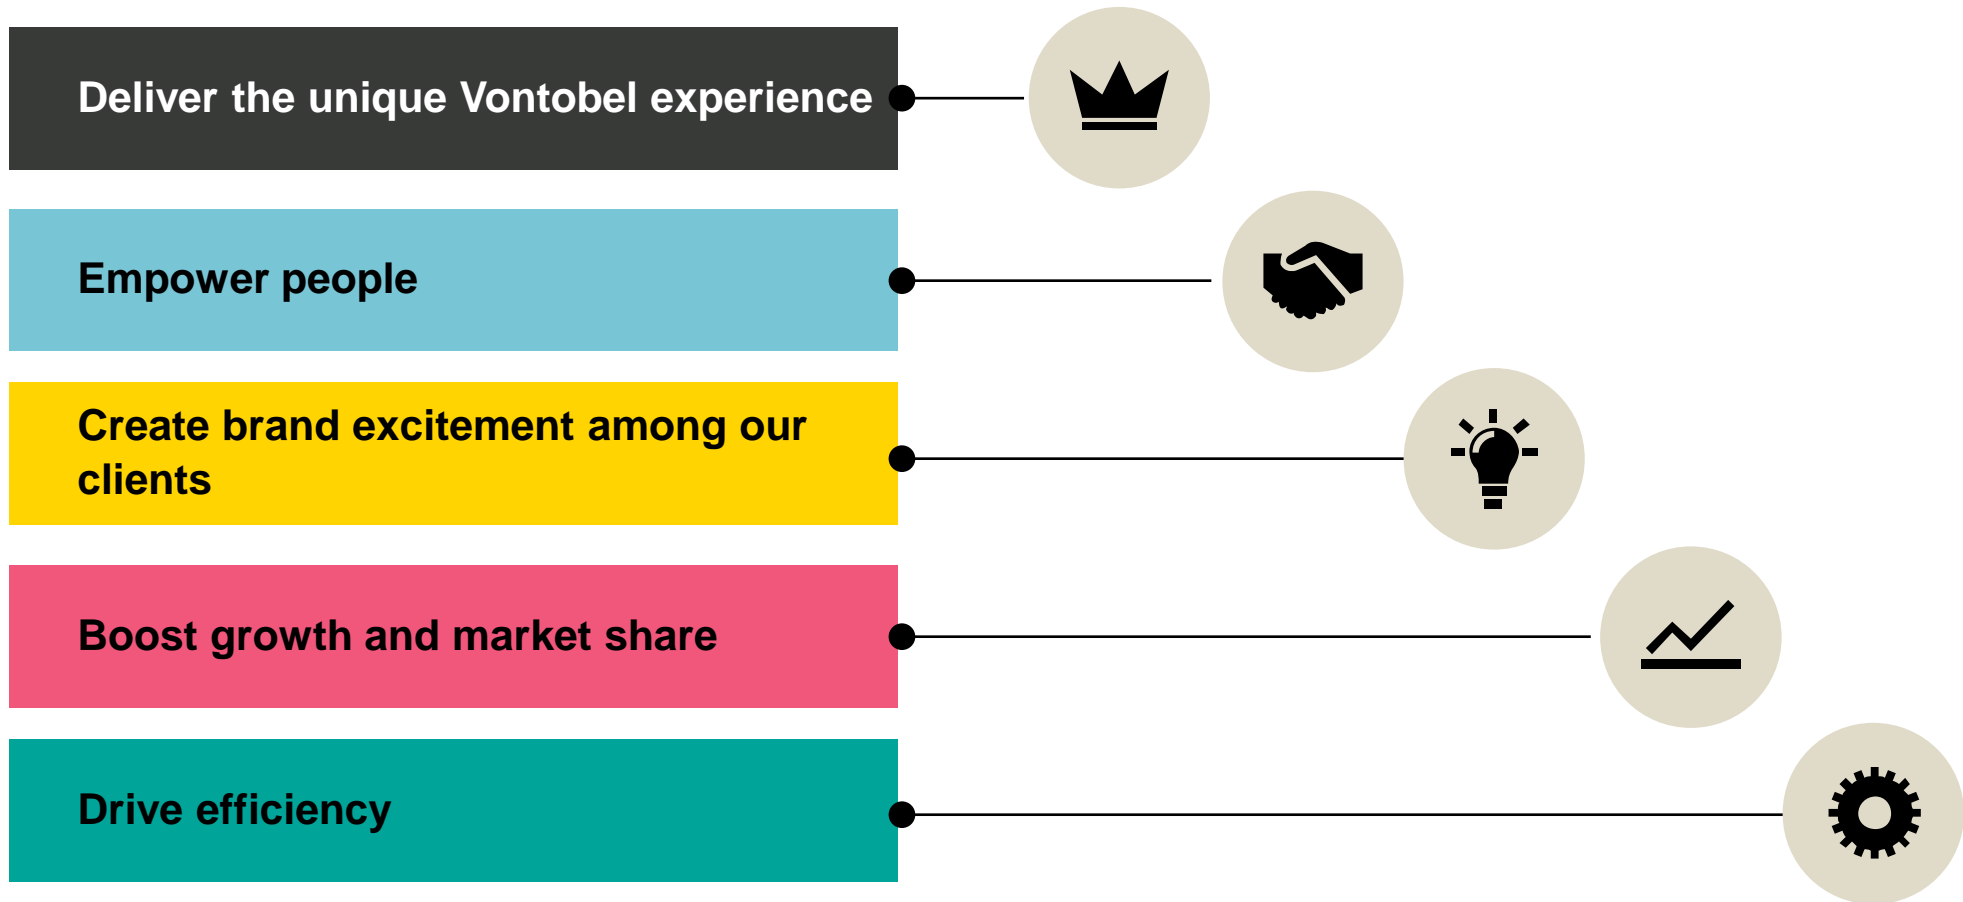 Deliver the unique Vontobel experience
Empower people
Create brand excitement among our
clients
Boost growth and market share
Drive efficiency